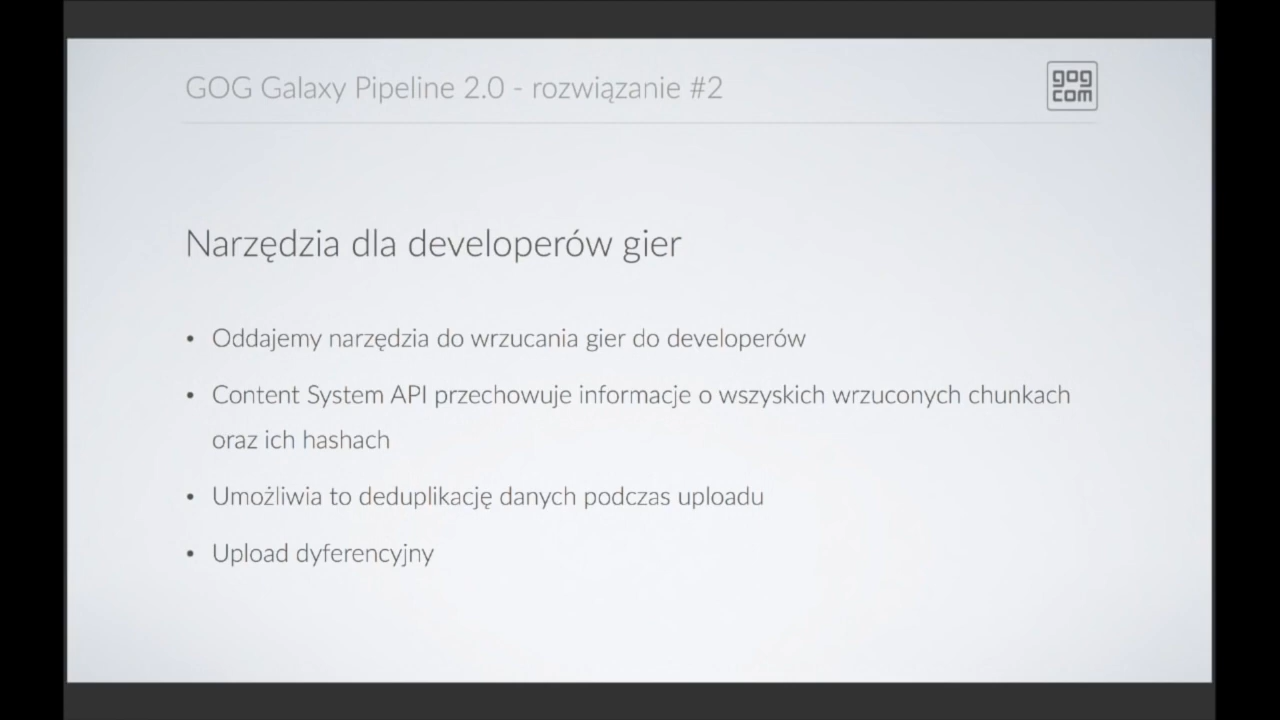 GOG Galaxy Pipeline 2.0 - rozwiązanie #2
gog
com
Narzędzia dla developerów gier
• Oddajemy narzędzia do wrzucania gier do developerów
• Content System API przechowuje informacje o wszyskich wrzuconych chunkach
oraz ich hashach
• Umożliwia to deduplikację danych podczas uploadu
• Upload dyferencyjny